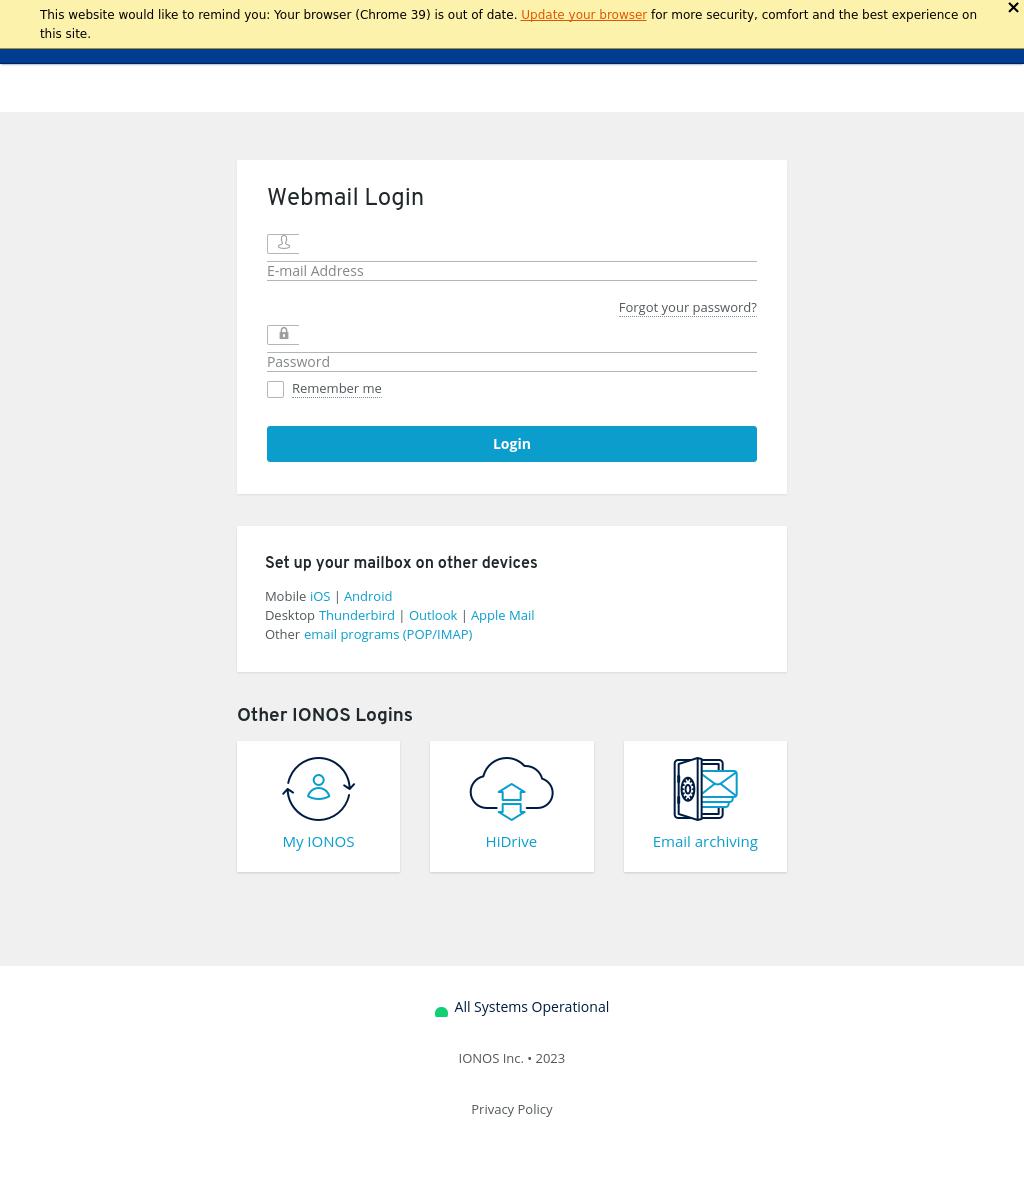 This website would like to remind you: Your browser (Chrome 39) is out of date. Update your browser for more security, comfort and the best experience on
this site.
Webmail Login
E-mail Address
Forgot your password?
Password
Remember me
Login
Set up your mailbox on other devices
Mobile iOS | Android
Desktop Thunderbird | Outlook | Apple Mail
Other email programs (POP/IMAP)
Other IONOS Logins
My IONOS
HiDrive
Email archiving
All Systems Operational
IONOS Inc. • 2023
Privacy Policy